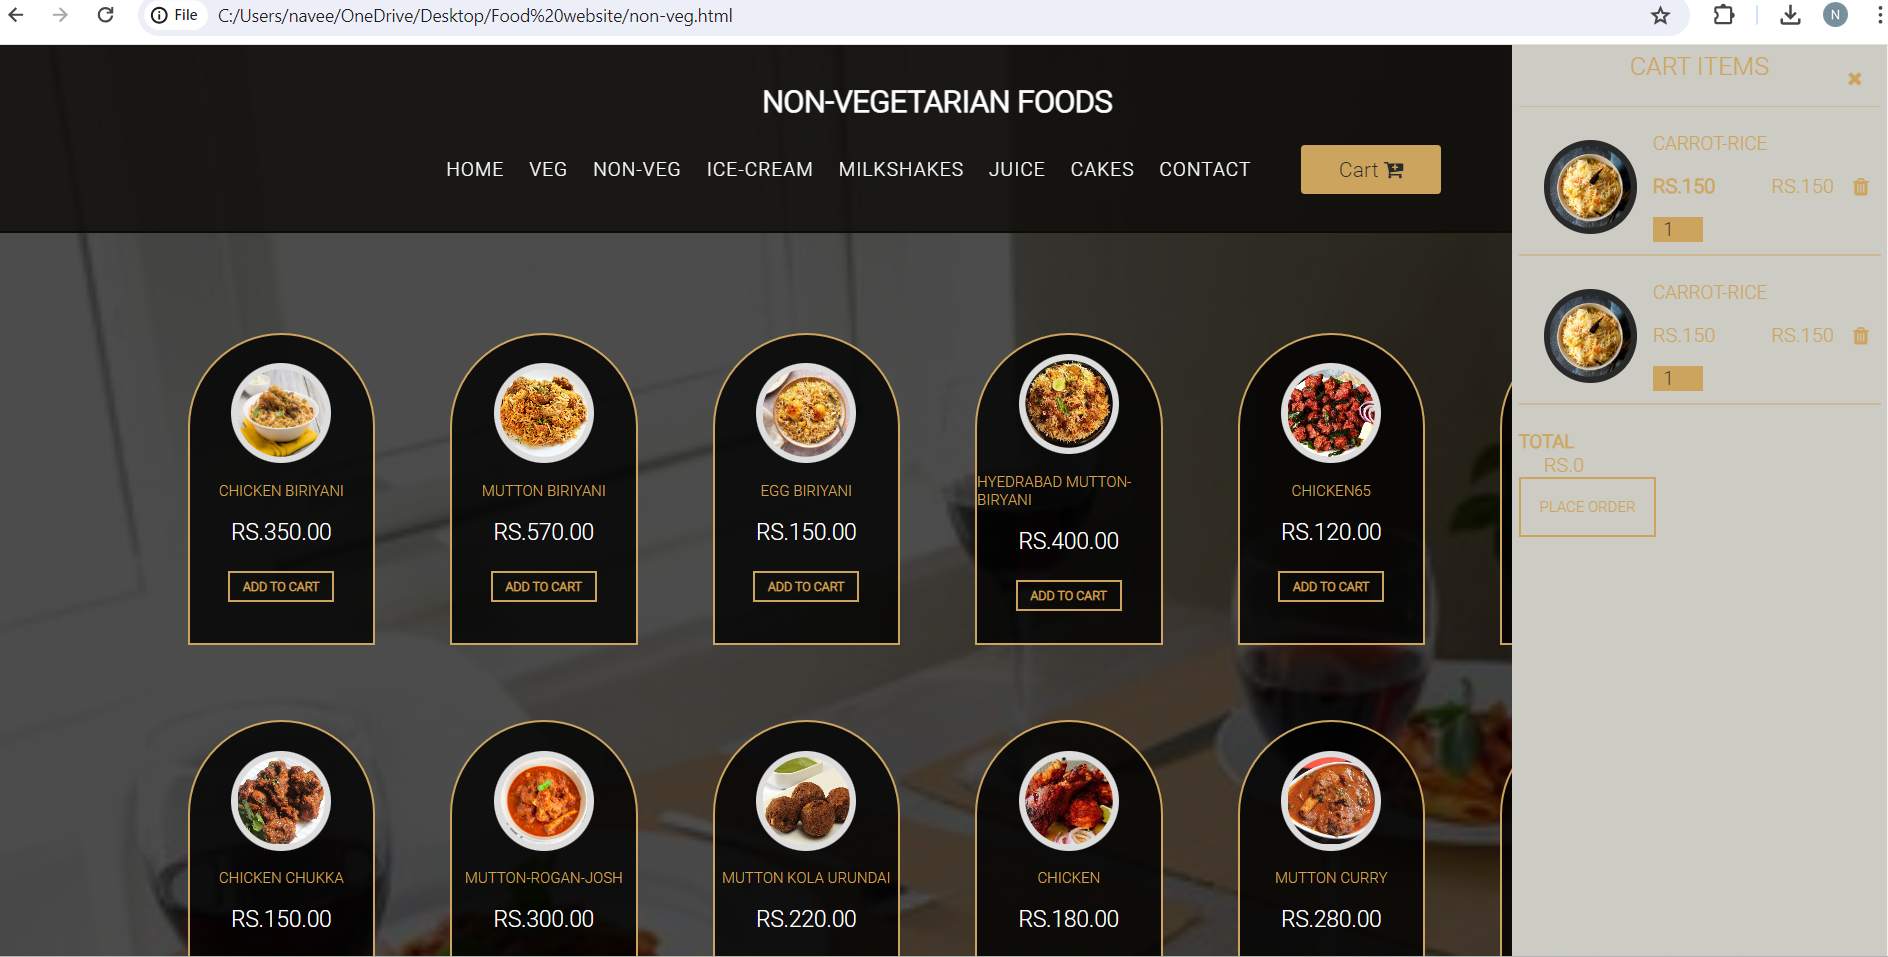 File
C:/Users/navee/OneDrive/Desktop/Food%20website/non-veg.html
N
NON-VEGETARIAN FOODS
HOME VEG NON-VEG ICE-CREAM MILKSHAKES JUICE CAKES CONTACT
Cart
CART ITEMS
CARROT-RICE
RS.150 RS.150
1
CARROT-RICE
RS.150 RS.150
1
TOTAL
RS.0
PLACE ORDER
CHICKEN BIRIYANI
RS.350.00
ADD TO CART
MUTTON BIRIYANI
RS.570.00
ADD TO CART
EGG BIRIYANI
RS.150.00
ADD TO CART
HYEDRABAD MUTTON-
BIRYANI
RS.400.00
ADD TO CART
CHICKEN65
RS.120.00
ADD TO CART
CHICKEN CHUKKA
RS.150.00
MUTTON-ROGAN-JOSH
RS.300.00
MUTTON KOLA URUNDAI
RS.220.00
CHICKEN
RS.180.00
MUTTON CURRY
RS.280.00